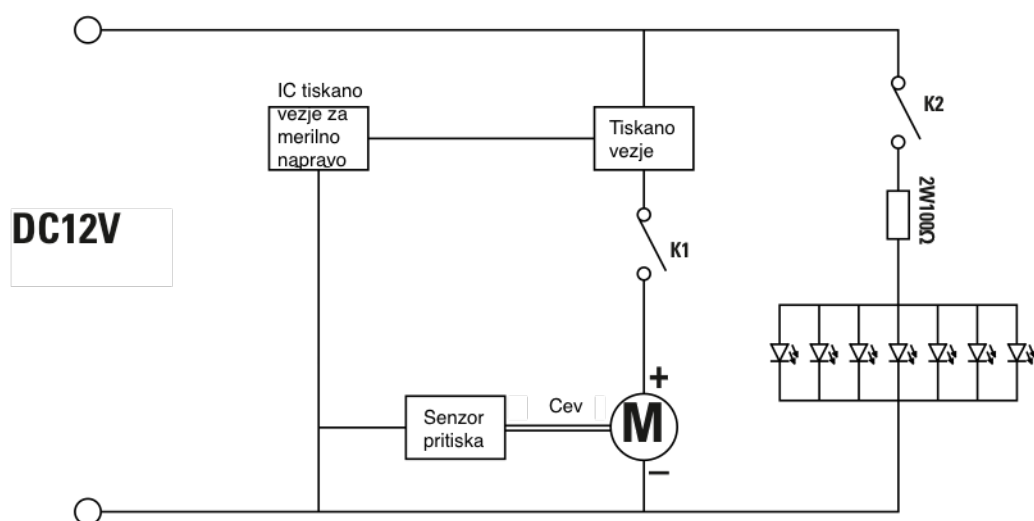 IC tiskano
vezje za
merilno
napravo
Tiskano
vezje
K2
2W100Ω
DC12V
K1
+
Cev
Senzor
pritiska
M
–